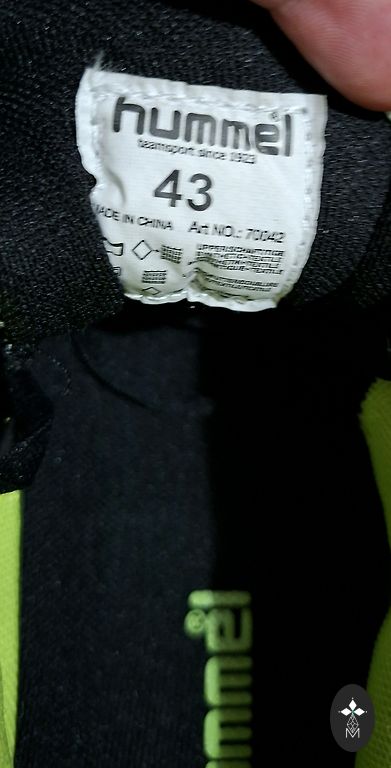 hummel®
teamsport since 1923
43
MADE IN CHINA Art NO.: 70042
hummel®
M